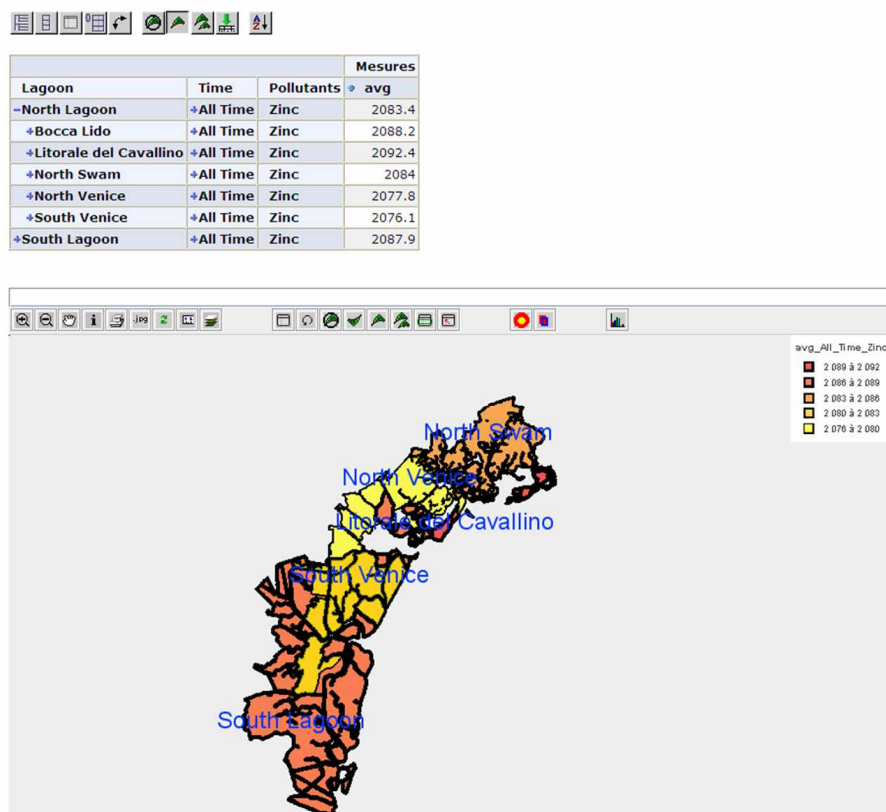 Mesures
Lagoon Time Pollutants avg
−North Lagoon +All Time Zinc 2083.4
+Bocca Lido +All Time Zinc 2088.2
+Litorale del Cavallino +All Time Zinc 2092.4
+North Swam +All Time Zinc 2084
+North Venice +All Time Zinc 2077.8
+South Venice +All Time Zinc 2076.1
+South Lagoon +All Time Zinc 2087.9
.jpg
avg_All_Time_Zinc
2 089 à 2 092
2 086 à 2 089
2 083 à 2 086
2 080 à 2 083
2 076 à 2 080
North Swam
North Venice
Litorale del Cavallino
South Venice
South Lagoon